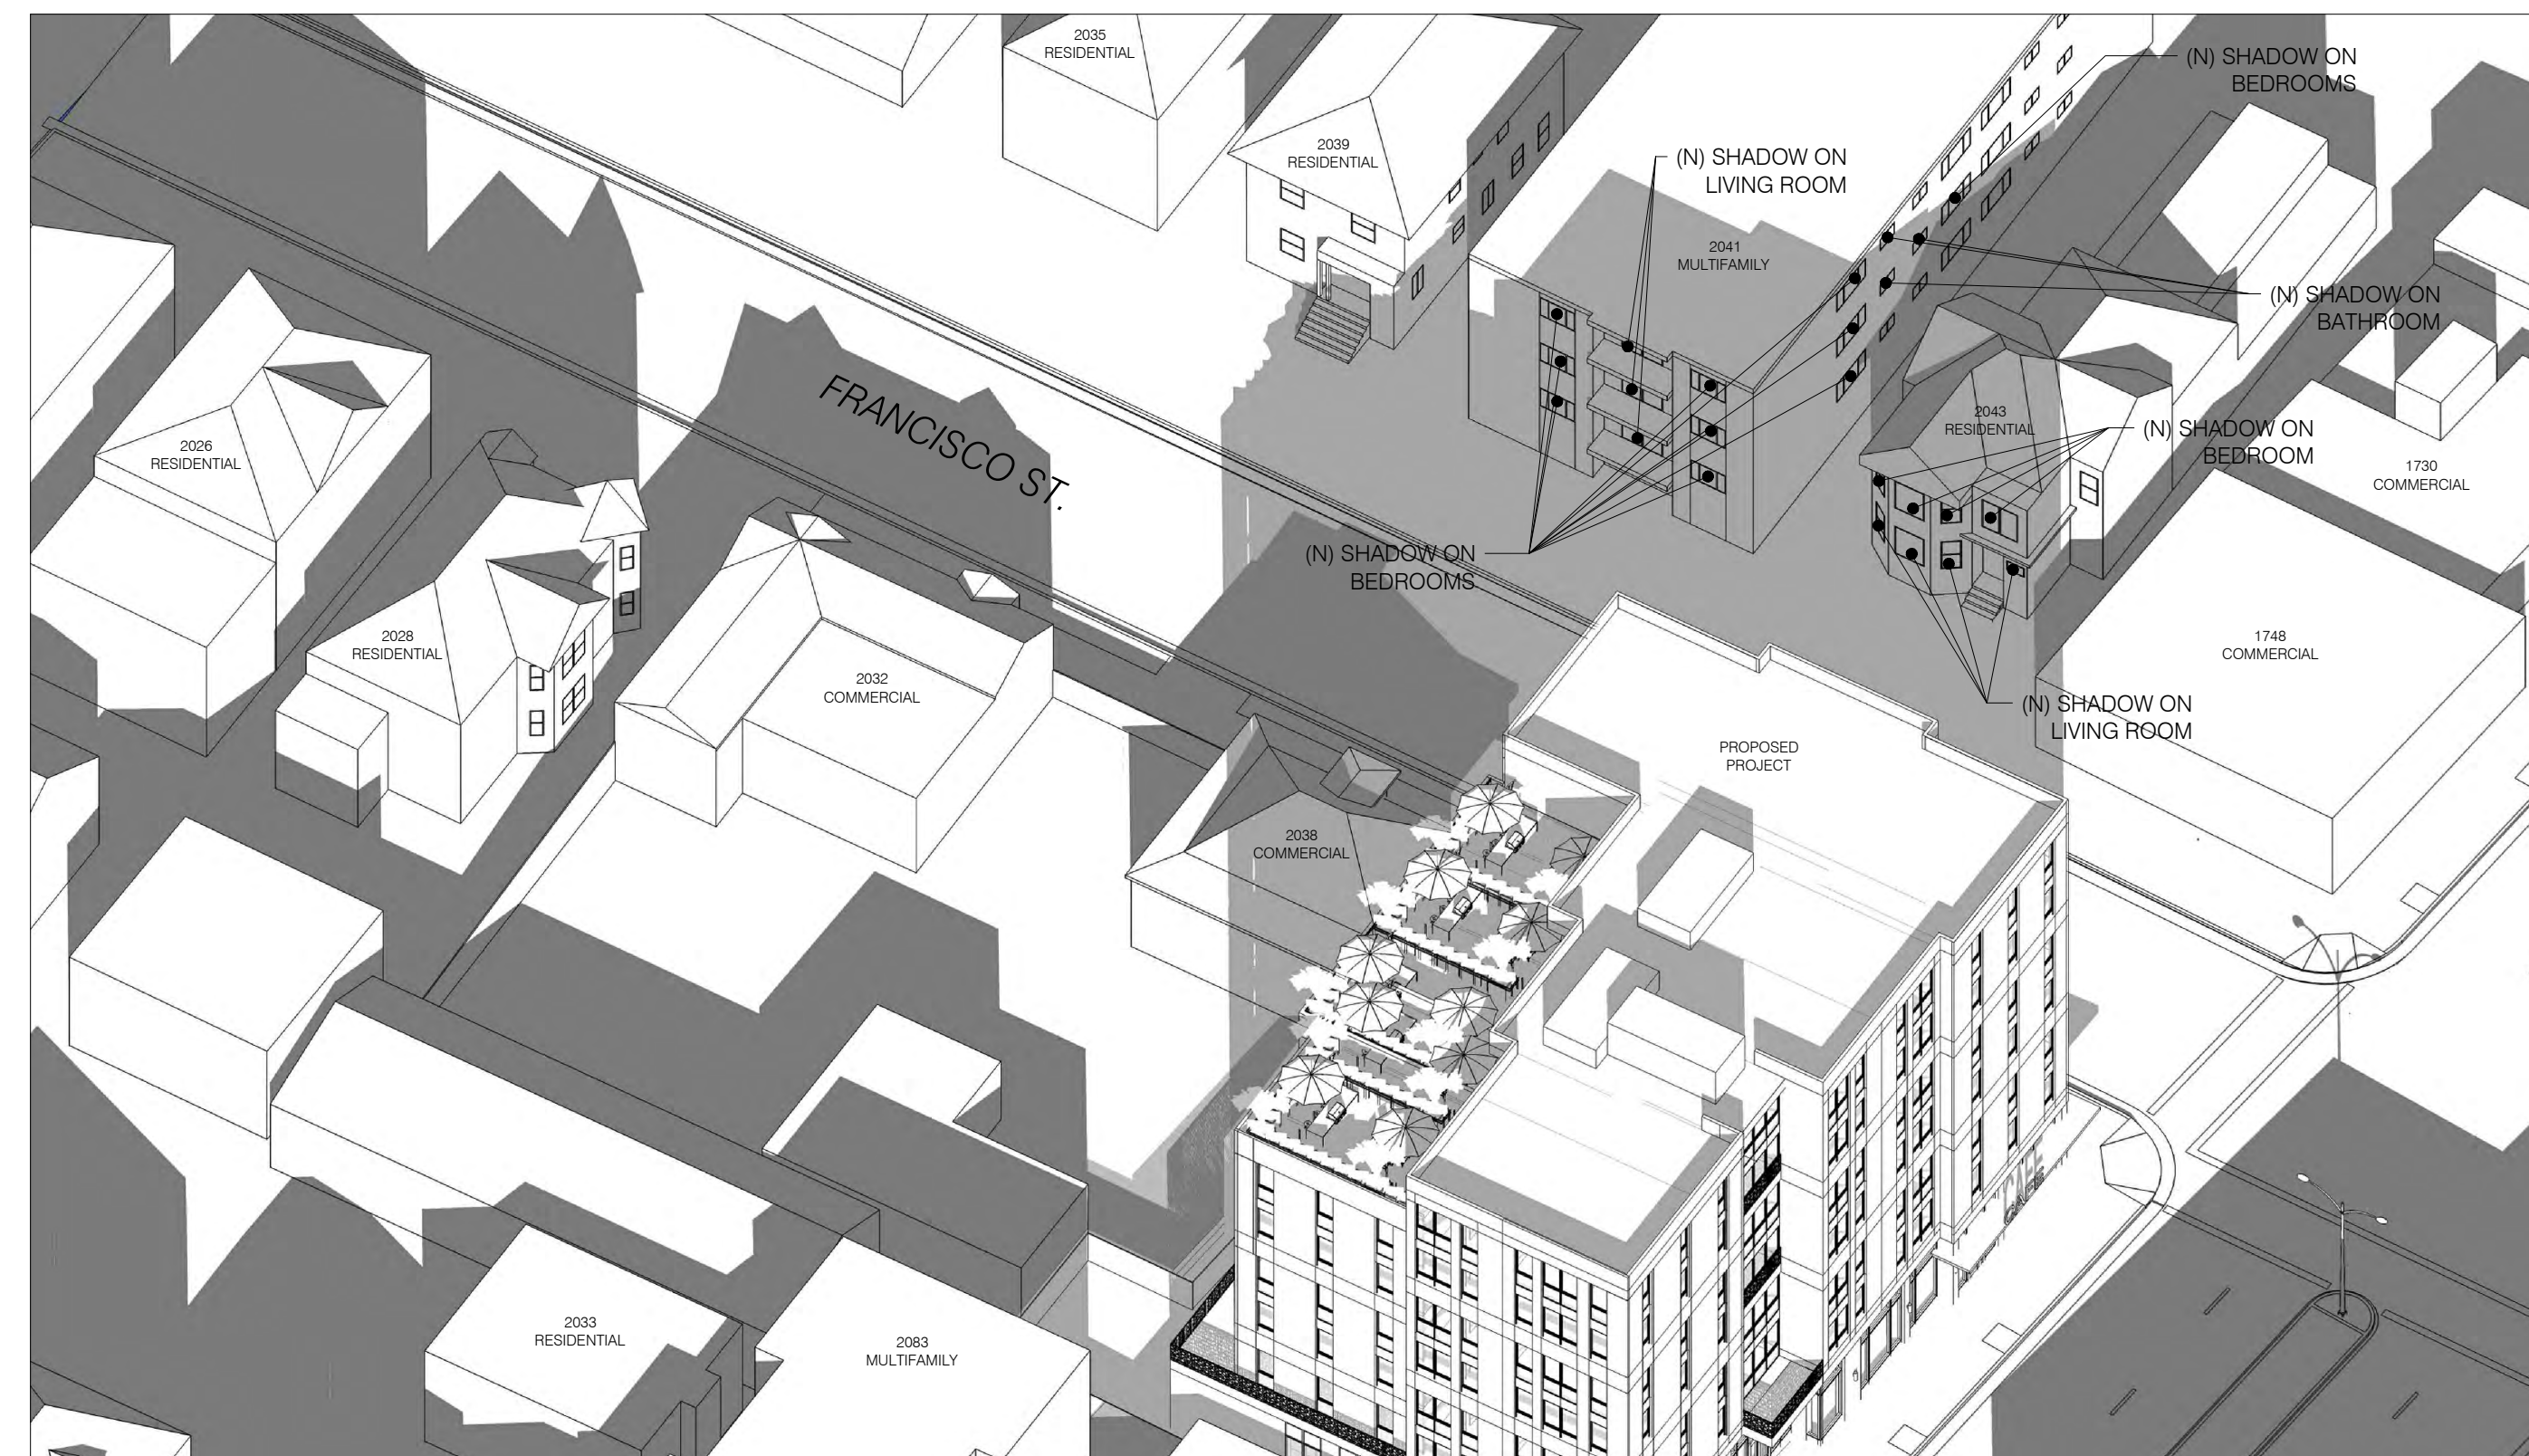 2035
RESIDENTIAL
(N) SHADOW ON
BEDROOMS
2039
RESIDENTIAL
(N) SHADOW ON
LIVING ROOM
2041
MULTIFAMILY
(N) SHADOW ON
BATHROOM
FRANCISCO ST.
2043
RESIDENTIAL
(N) SHADOW ON
BEDROOM
2026
RESIDENTIAL
1730
COMMERCIAL
(N) SHADOW ON
BEDROOMS
2028
RESIDENTIAL
2032
COMMERCIAL
1748
COMMERCIAL
(N) SHADOW ON
LIVING ROOM
PROPOSED
PROJECT
2038
COMMERCIAL
CAFE
2033
RESIDENTIAL
2083
MULTIFAMILY